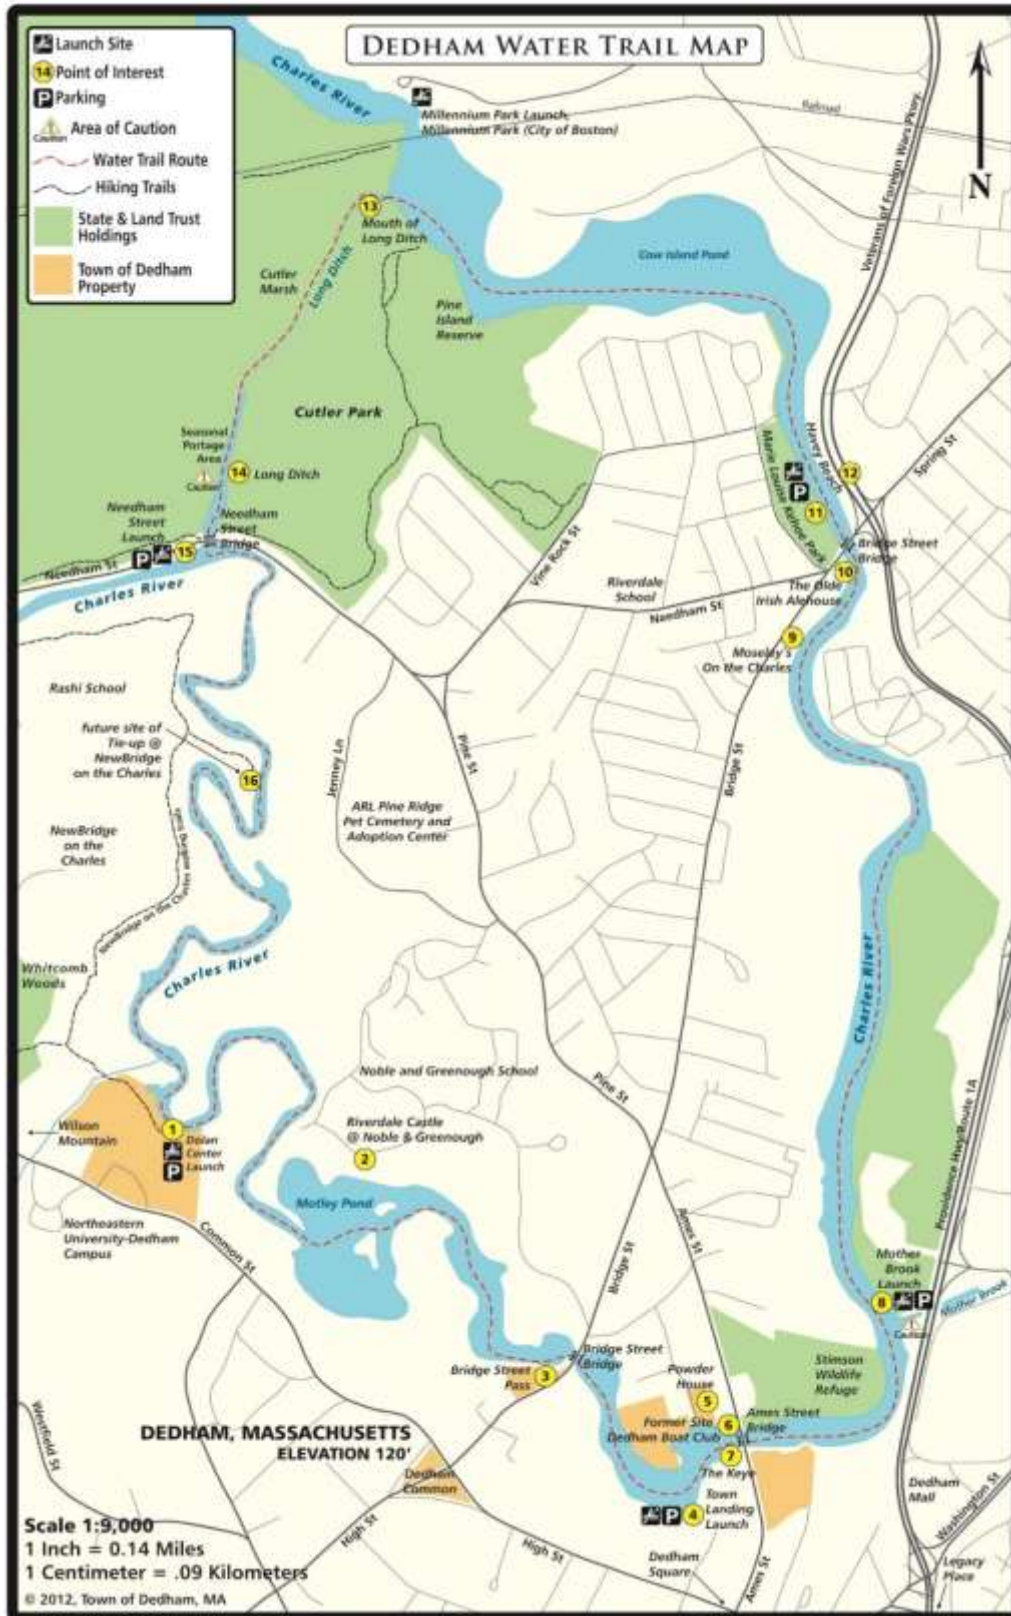 DEDHAM WATER TRAIL MAP
Launch Site
14 Point of Interest
P Parking
Caution
Area of Caution
Water Trail Route
Hiking Trails
State & Land Trust
Holdings
Town of Dedham
Property
N
Charles River
Millennium Park Launch,
Millennium Park (City of Boston)
Railroad
Veterans of Foreign Wars Pkwy.
13
Mouth of
Long Ditch
Long Ditch
Cutler
Marsh
Cow Island Pond
Pine
Island
Reserve
Cutler Park
Seasonal
Portage
Area
Caution
14
Long Ditch
Needham
Street
Launch
Needham
Street
Bridge
P
15
Needham St
Charles River
Havey Beach
Marie Louise Kehoe Park
P
11
12
Spring St
Bridge Street
Bridge
10
The Olde
Irish Alehouse
Vine Rock St
Riverdale
School
Needham St
9
Moseley's
On the Charles
Rashi School
future site of
Tie-up @
NewBridge
on the Charles
16
Jenney Ln
Pine St
Bridge St
ARL Pine Ridge
Pet Cemetery and
Adoption Center
NewBridge
on the
Charles
Whitcomb
Woods
Charles River
Charles River
Noble and Greenough School
Pine St
Riverdale Castle
@ Noble & Greenough
2
Wilson
Mountain
1
Dolan
Center
Launch
P
Motley Pond
Northeastern
University-Dedham
Campus
Common St
Bridge St
Ames St
Providence Hwy/Route 1A
Mother
Brook
Launch
8
P
Mother Brook
Caution
Bridge Street
Bridge
Bridge Street
Pass
3
Powder
House
5
Stimson
Wildlife
Refuge
Former Site
Dedham Boat Club
6
Ames Street
Bridge
7
The Keye
P
4
Town
Landing
Launch
Westfield St
DEDHAM, MASSACHUSETTS
ELEVATION 120'
Dedham
Common
High St
High St
Dedham
Square
Ames St
Dedham
Mall
Washington St
Legacy
Place
Scale 1:9,000
1 Inch = 0.14 Miles
1 Centimeter = .09 Kilometers
© 2012, Town of Dedham, MA